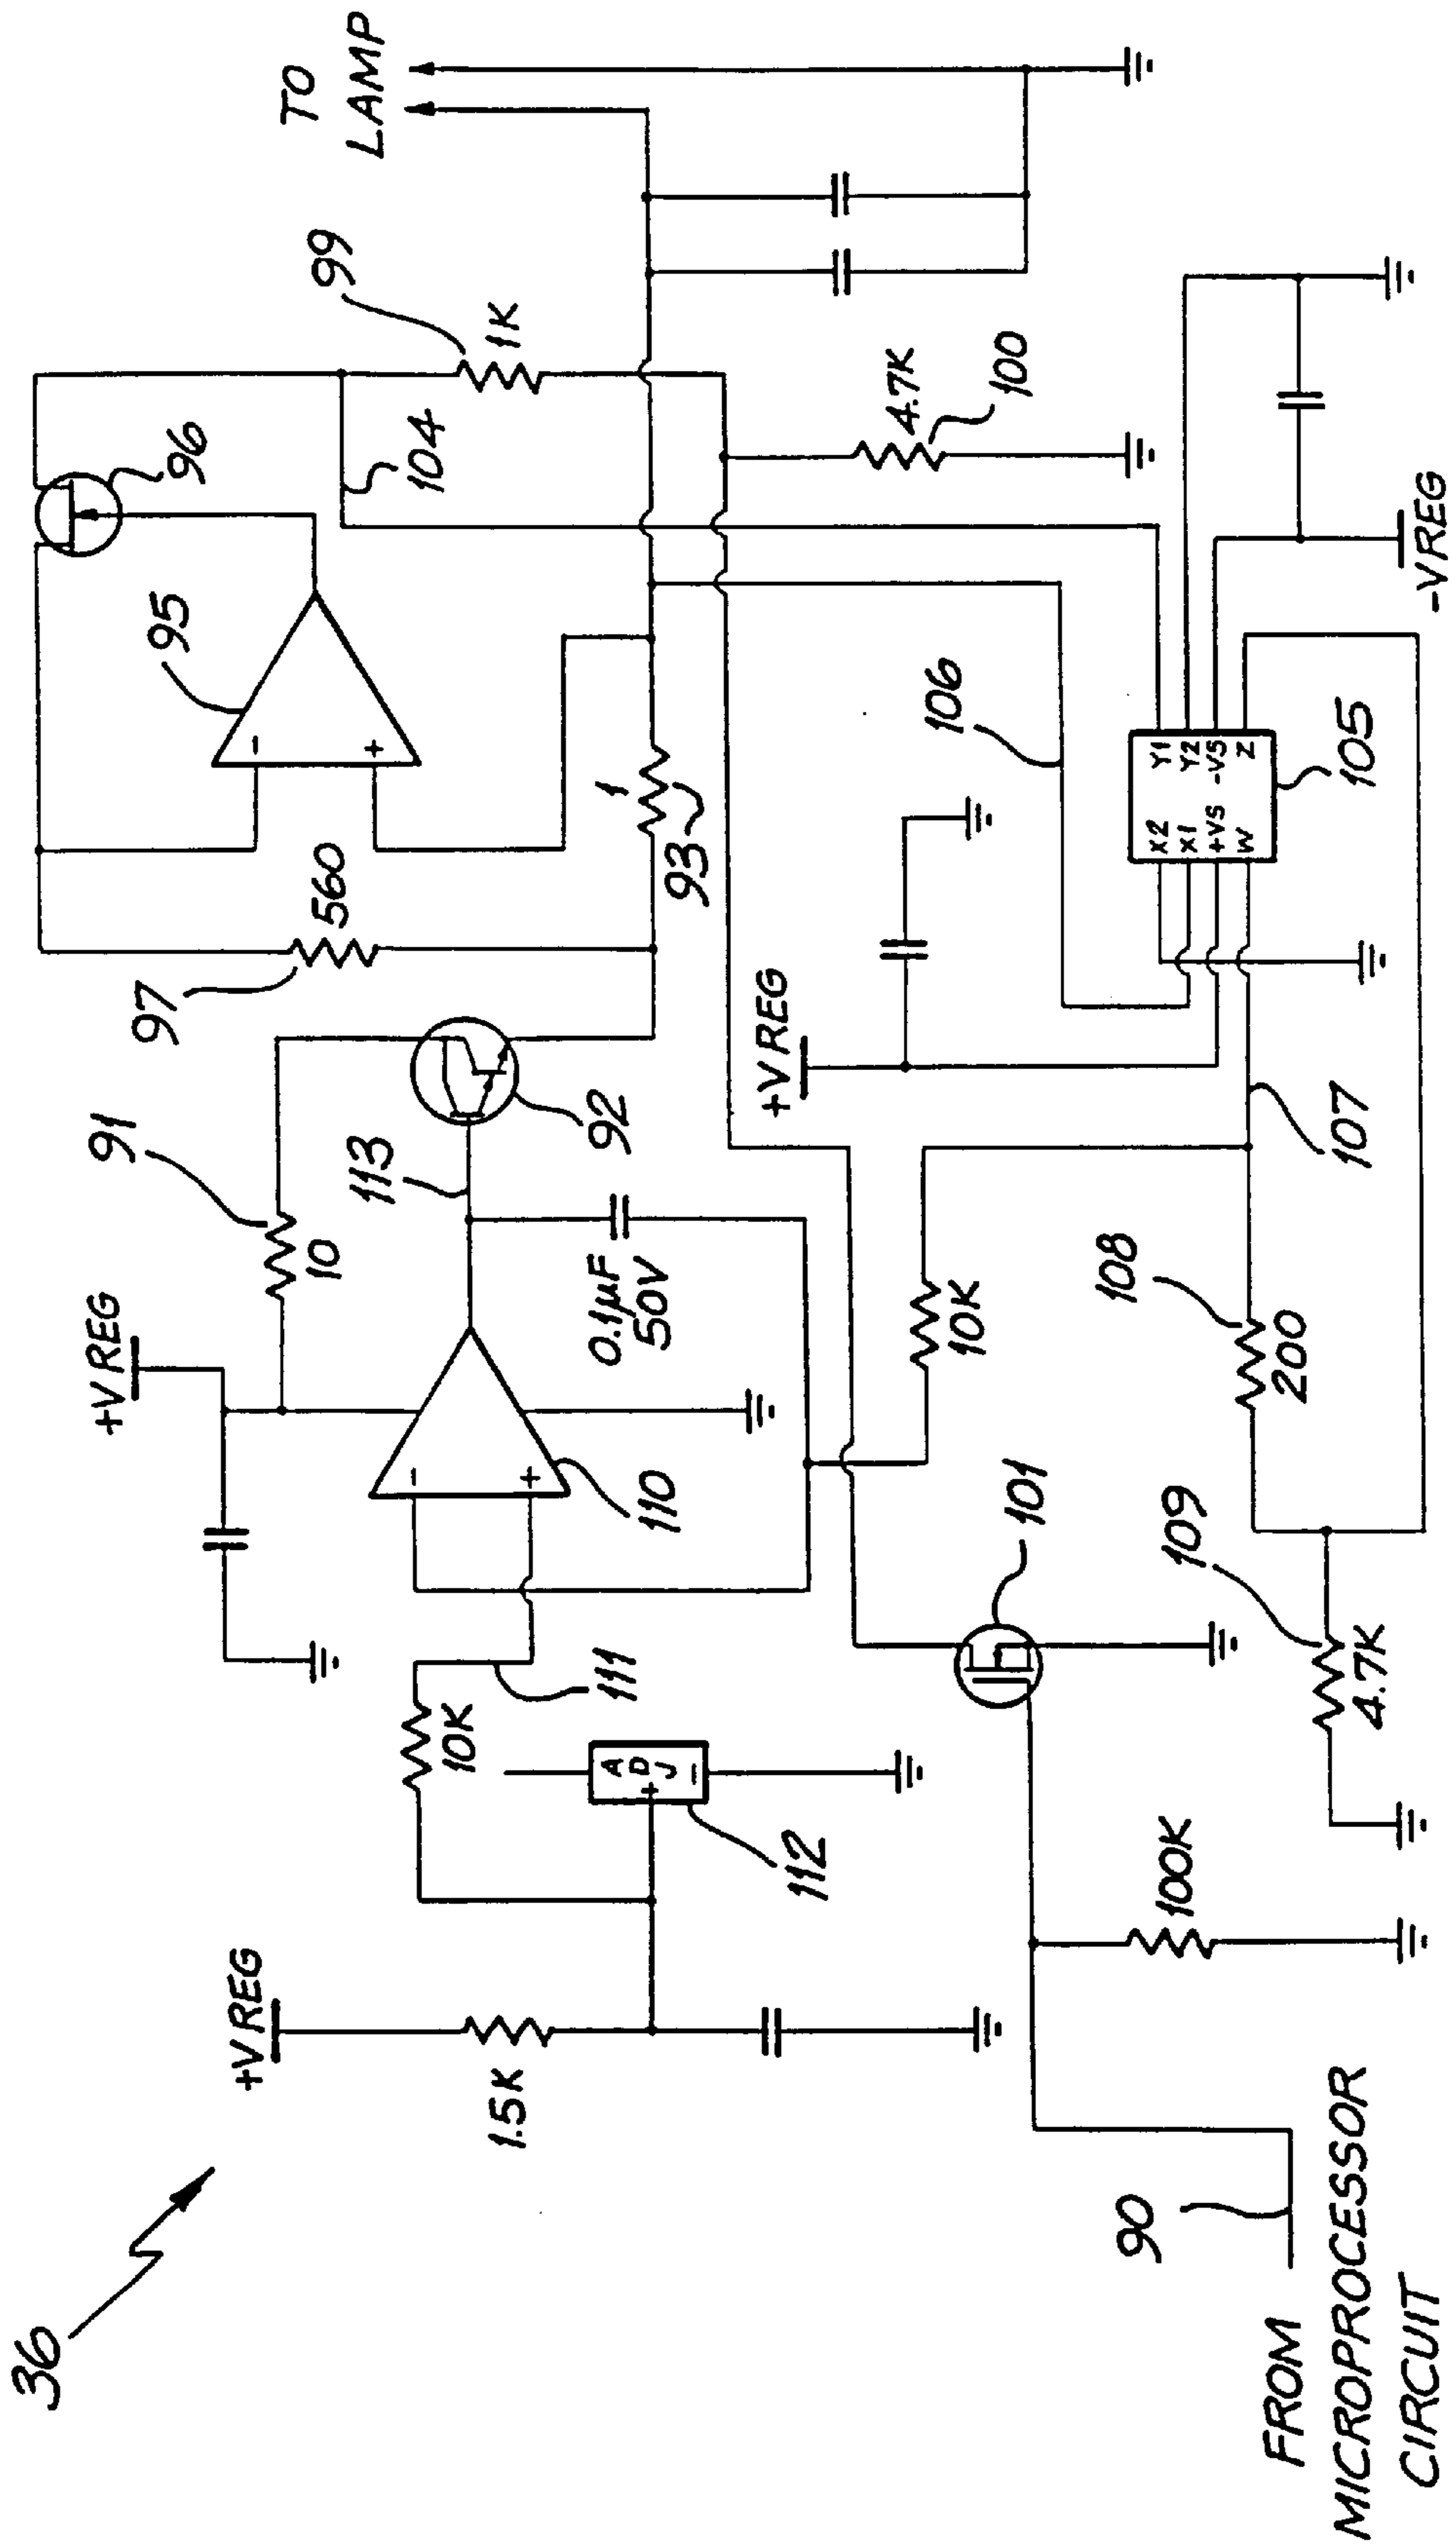 36
+VREG
1.5K
10K
111
A
D
J
+
-
112
+VREG
91
10
-
+
110
113
92
0.1µF
50V
97
560
95
-
+
96
1
93
104
99
1K
TO
LAMP
4.7K
100
101
10K
+VREG
106
X2
X1
+VS
W
Y1
Y2
-VS
Z
105
107
108
200
109
4.7K
100K
-VREG
90
FROM
MICROPROCESSOR
CIRCUIT